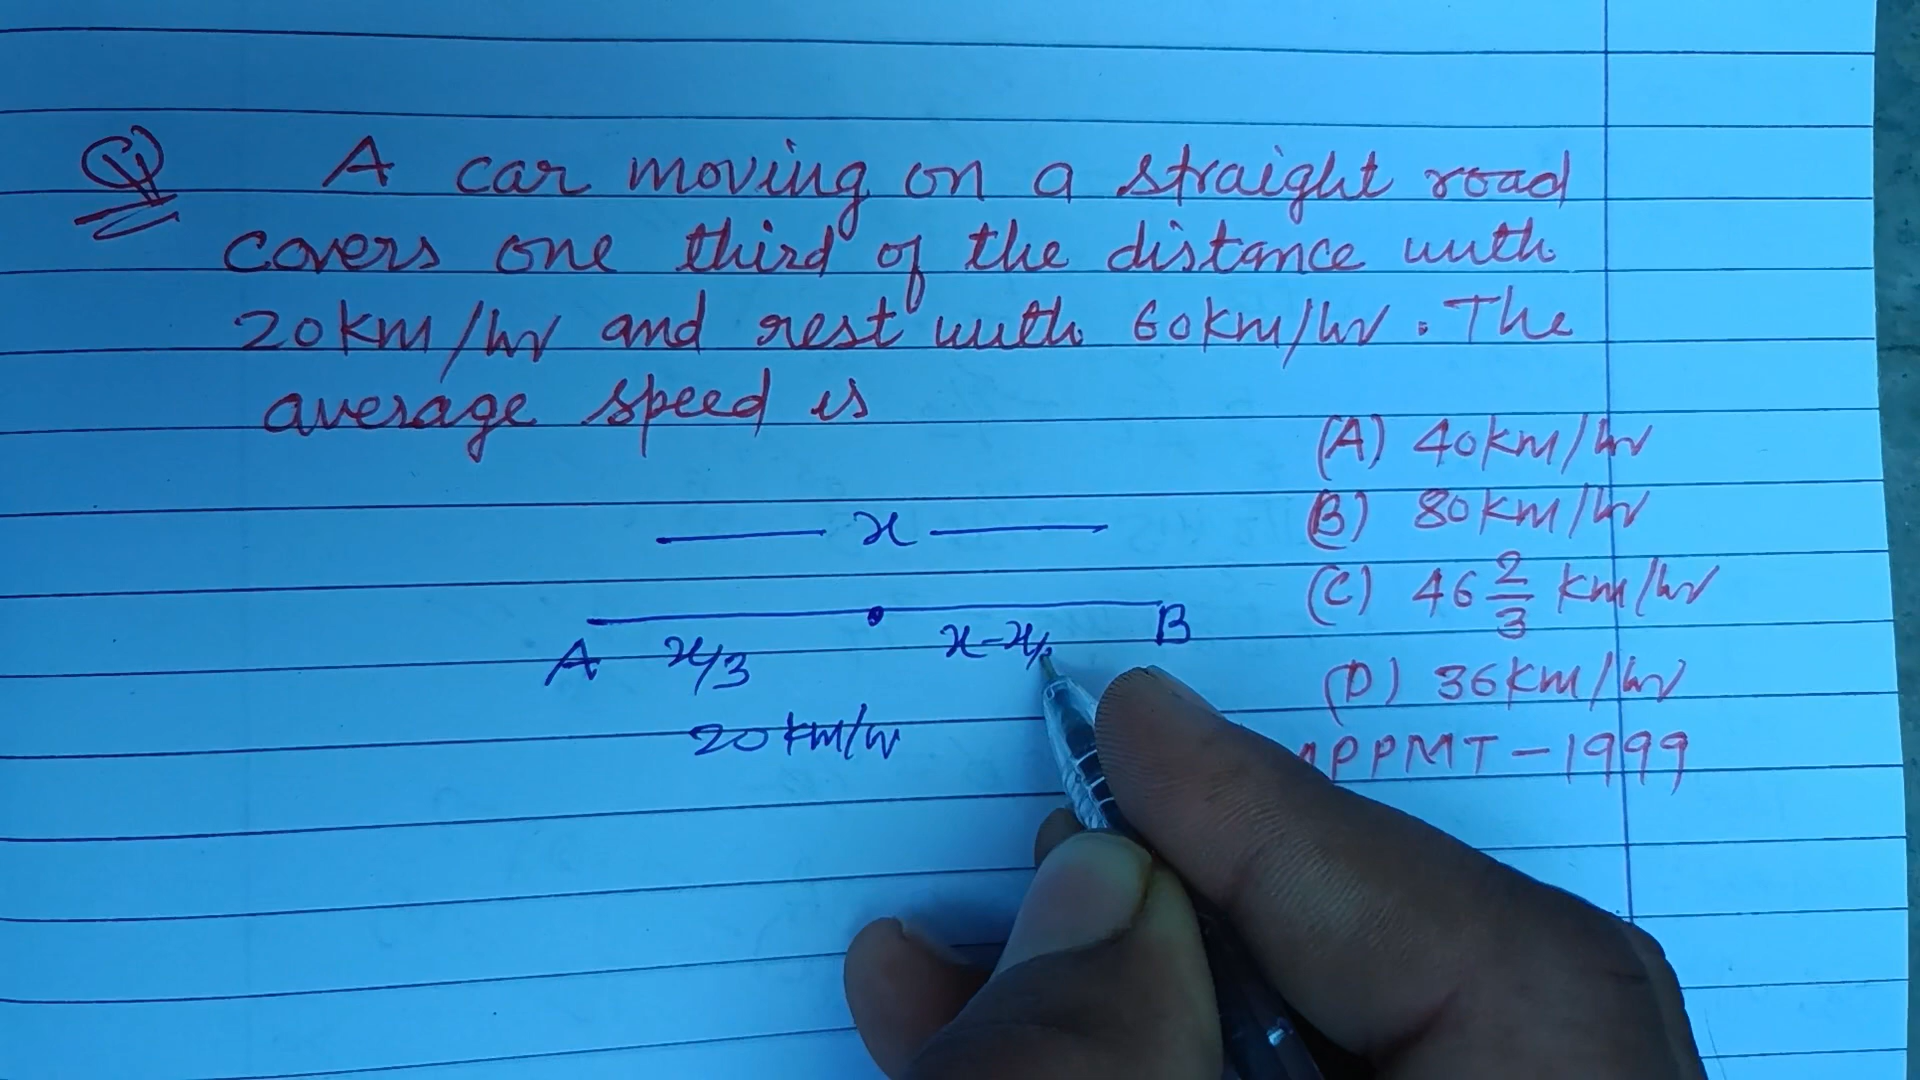 Q A car moving on a straight road
covers one third of the distance with
20km/hr and rest with 60km/hr. The
average speed is
(A) 40km/hr
(B) 80km/hr
(C) 46 2/3 km/hr
(D) 36km/hr
PPMT-1999
x
A x/3 x-x/ B
20km/hr